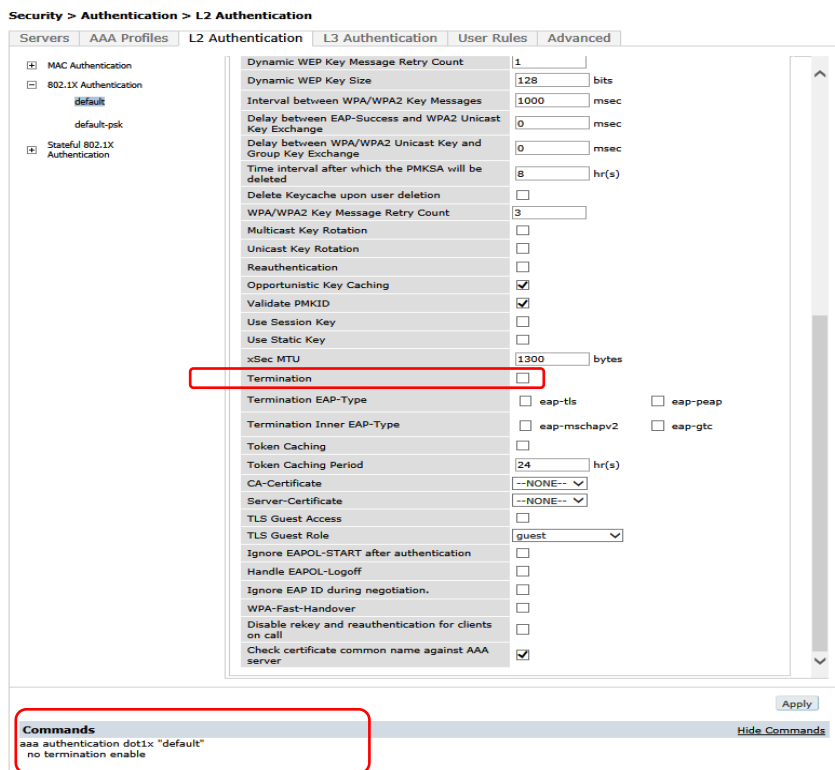 Security > Authentication > L2 Authentication
Servers AAA Profiles L2 Authentication L3 Authentication User Rules Advanced
MAC Authentication
802.1X Authentication
default
default-psk
Stateful 802.1X
Authentication
Dynamic WEP Key Message Retry Count 1
Dynamic WEP Key Size 128 bits
Interval between WPA/WPA2 Key Messages 1000 msec
Delay between EAP-Success and WPA2 Unicast
Key Exchange 0 msec
Delay between WPA/WPA2 Unicast Key and
Group Key Exchange 0 msec
Time interval after which the PMKSA will be
deleted 8 hr(s)
Delete Keycache upon user deletion
WPA/WPA2 Key Message Retry Count 3
Multicast Key Rotation
Unicast Key Rotation
Reauthentication
Opportunistic Key Caching
Validate PMKID
Use Session Key
Use Static Key
xSec MTU 1300 bytes
Termination
Termination EAP-Type eap-tls eap-peap
Termination Inner EAP-Type eap-mschapv2 eap-gtc
Token Caching
Token Caching Period 24 hr(s)
CA-Certificate --NONE--
Server-Certificate --NONE--
TLS Guest Access
TLS Guest Role guest
Ignore EAPOL-START after authentication
Handle EAPOL-Logoff
Ignore EAP ID during negotiation.
WPA-Fast-Handover
Disable rekey and reauthentication for clients
on call
Check certificate common name against AAA
server
Apply
Commands Hide Commands
aaa authentication dot1x "default"
no termination enable